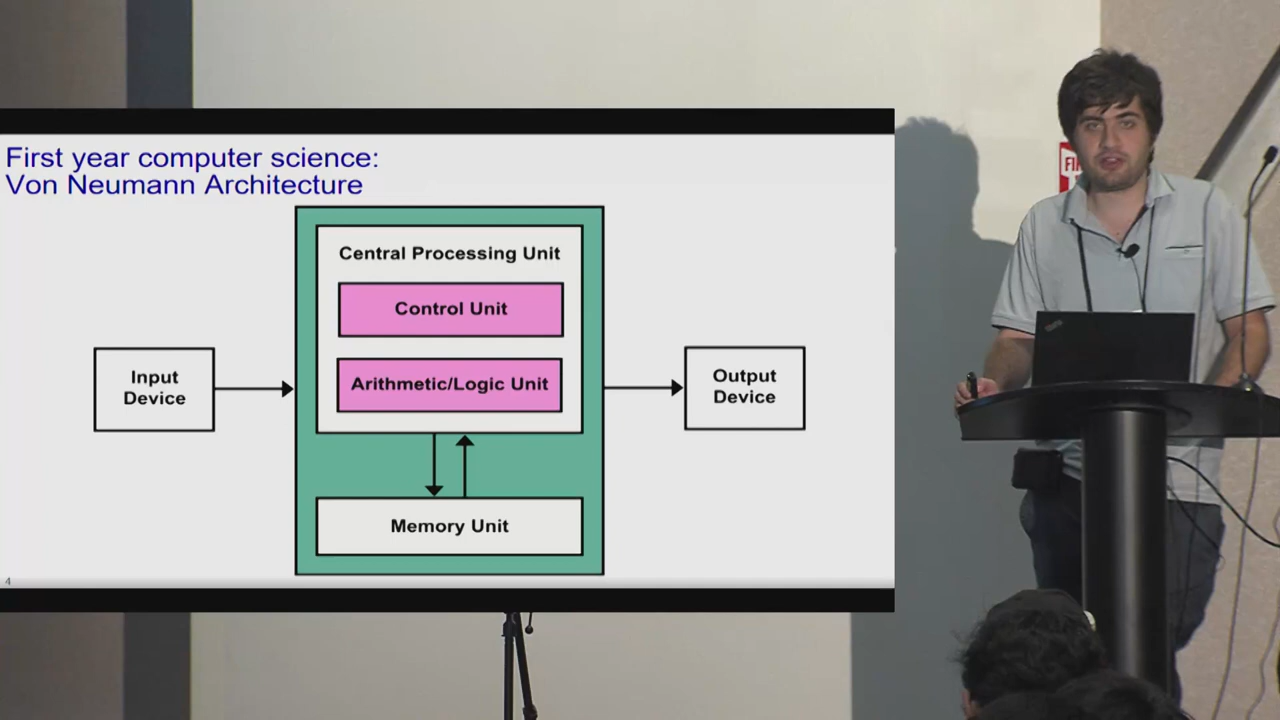 First year computer science:
Von Neumann Architecture
Central Processing Unit
Control Unit
Arithmetic/Logic Unit
Input
Device
Output
Device
Memory Unit
4
FI